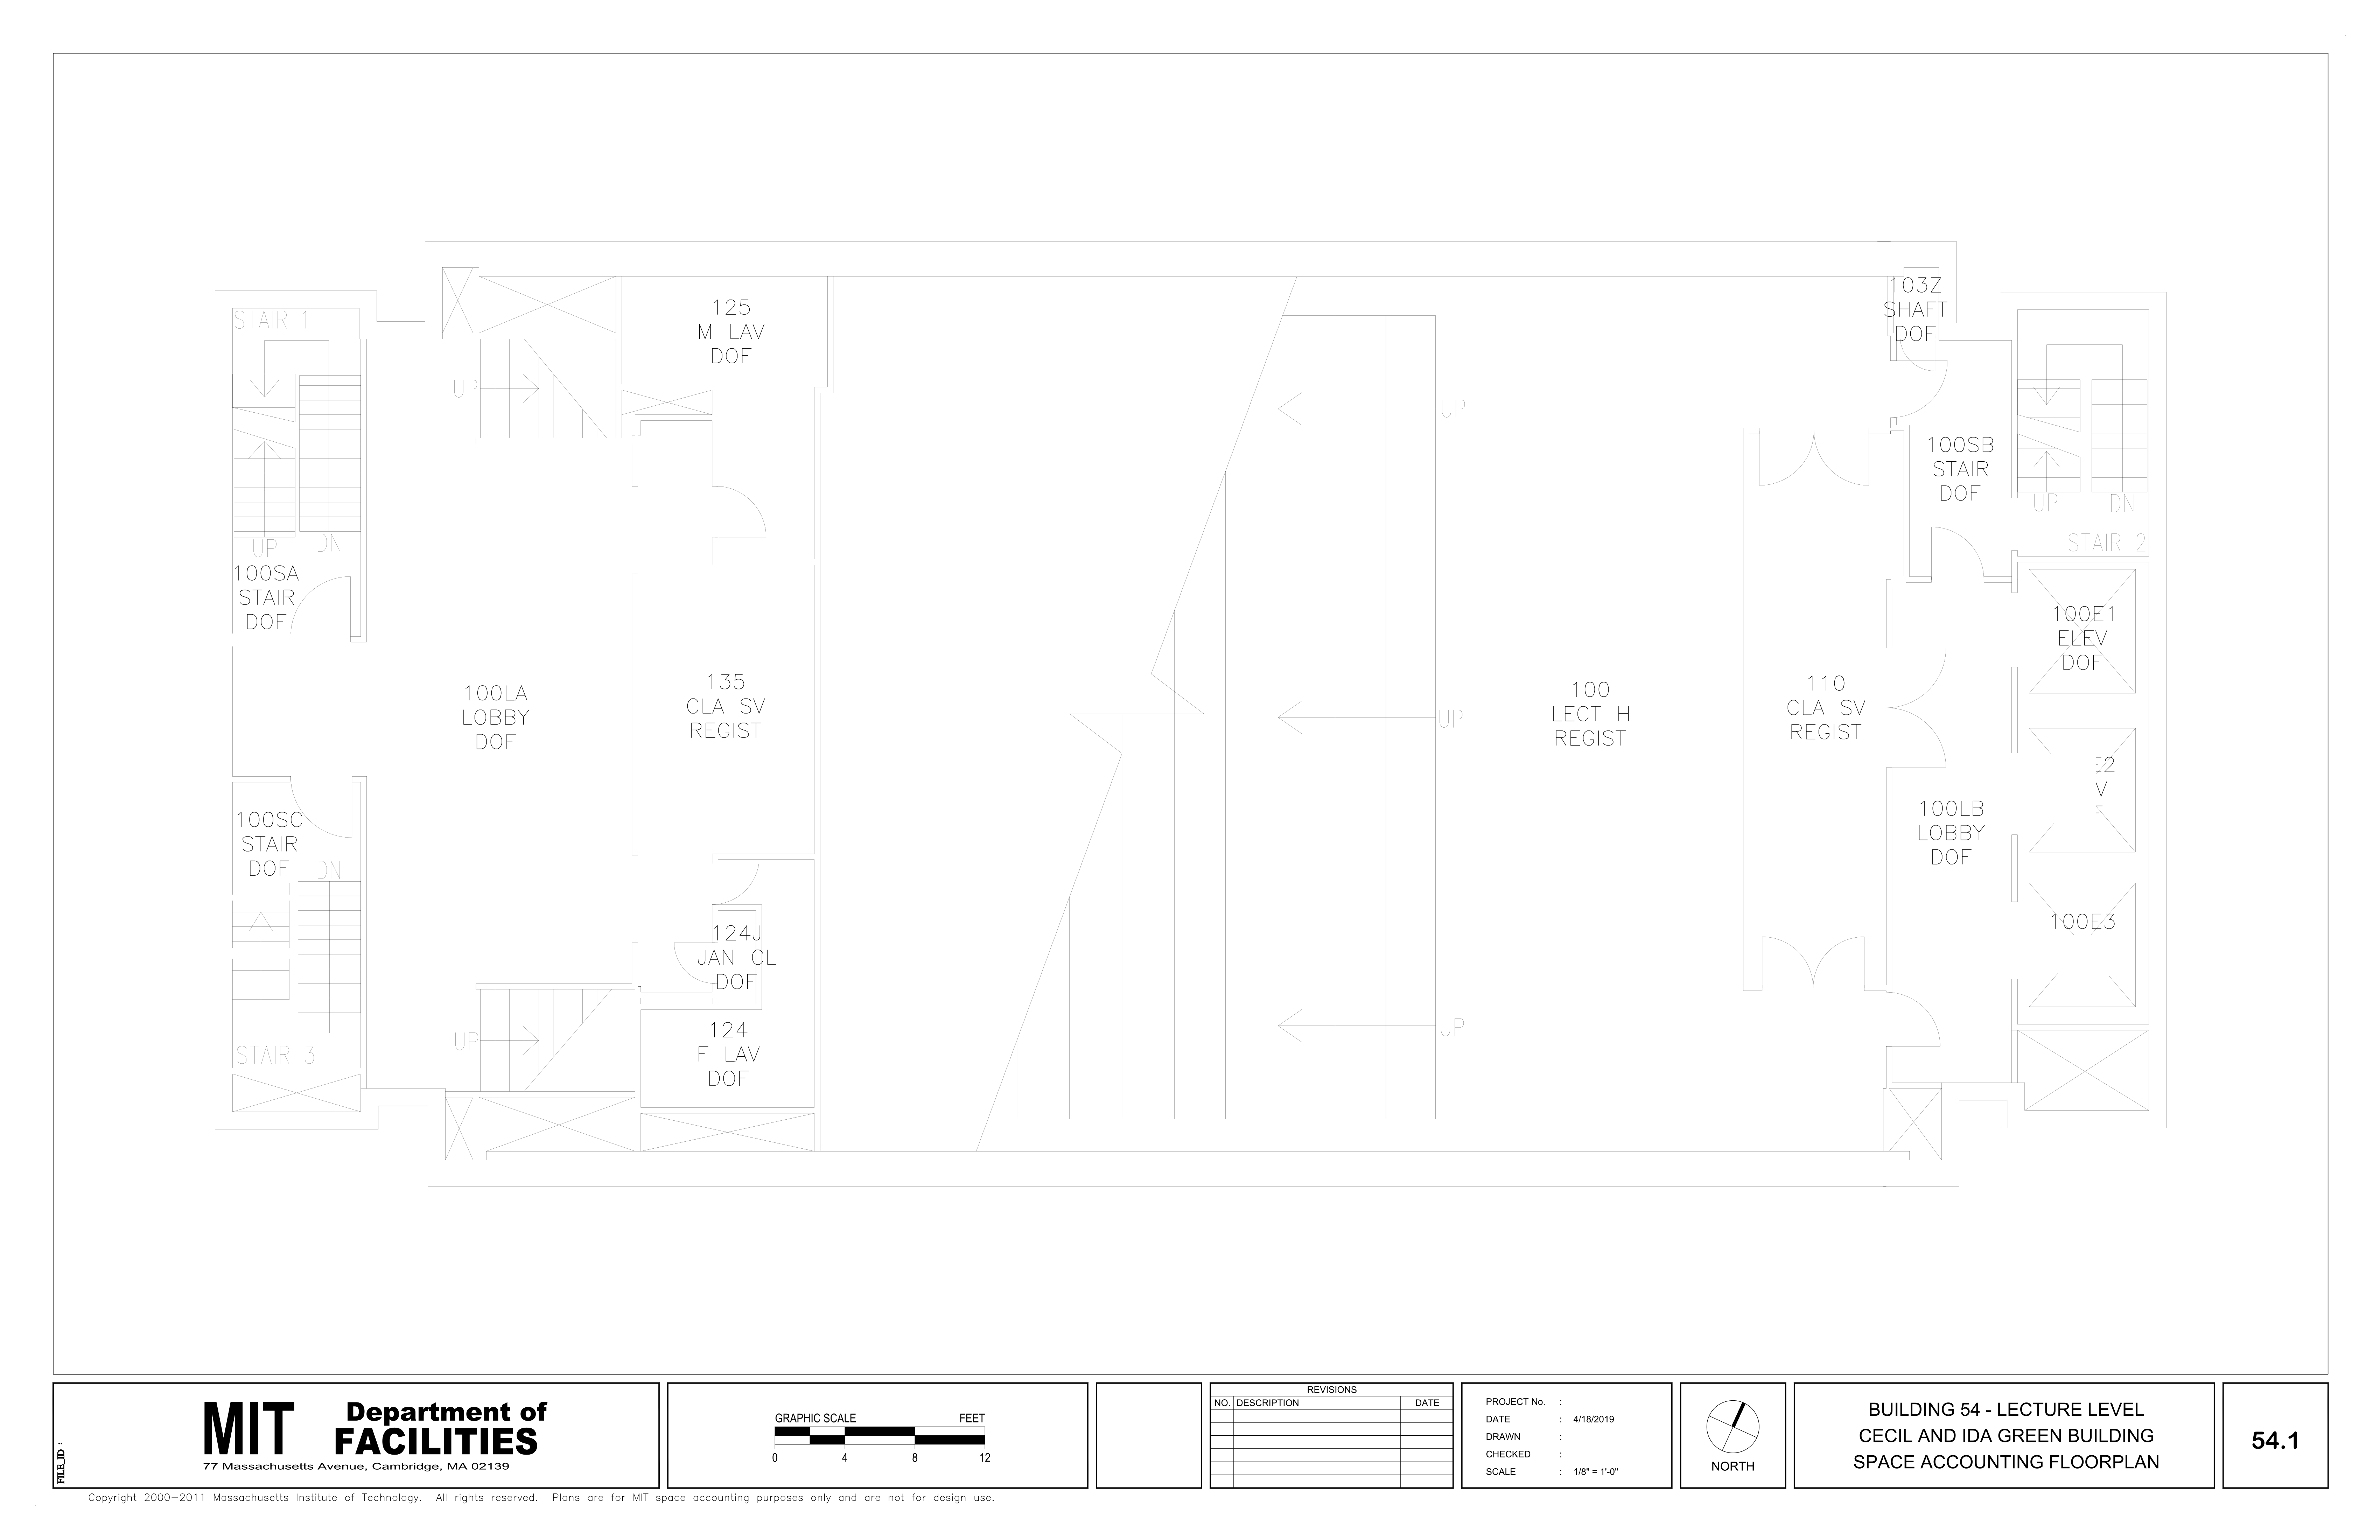 STAIR 1
UP
DN
100SA
STAIR
DOF
100SC
STAIR
DOF
DN
STAIR 3
UP
100LA
LOBBY
DOF
UP
125
M LAV
DOF
135
CLA SV
REGIST
124J
JAN CL
DOF
124
F LAV
DOF
UP
UP
UP
100
LECT H
REGIST
110
CLA SV
REGIST
103Z
SHAFT
DOF
100SB
STAIR
DOF
UP
DN
STAIR 2
100E1
ELEV
DOF
100LB
LOBBY
DOF
100E3
FILE_ID :
MIT
Department of
FACILITIES
77 Massachusetts Avenue, Cambridge, MA 02139
GRAPHIC SCALE FEET
0 4 8 12
REVISIONS
NO. DESCRIPTION DATE
PROJECT No. :
DATE : 4/18/2019
DRAWN :
CHECKED :
SCALE : 1/8" = 1'-0"
NORTH
BUILDING 54 - LECTURE LEVEL
CECIL AND IDA GREEN BUILDING
SPACE ACCOUNTING FLOORPLAN
54.1
Copyright 2000-2011 Massachusetts Institute of Technology. All rights reserved. Plans are for MIT space accounting purposes only and are not for design use.